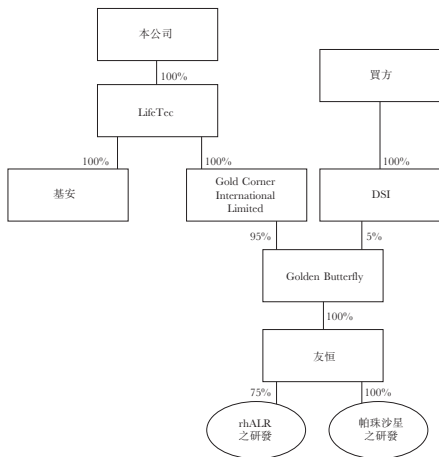 本公司
買方
100%
LifeTec
100%
100%
100%
基安
Gold Corner
International
Limited
DSI
95%
5%
Golden Butterfly
100%
友恒
75%
100%
rhALR
之研發
帕珠沙星
之研發